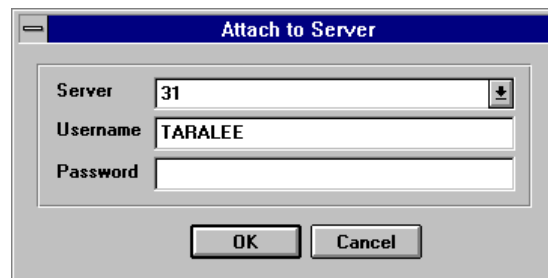 Attach to Server
Server 31
Username TARALEE
Password
OK Cancel